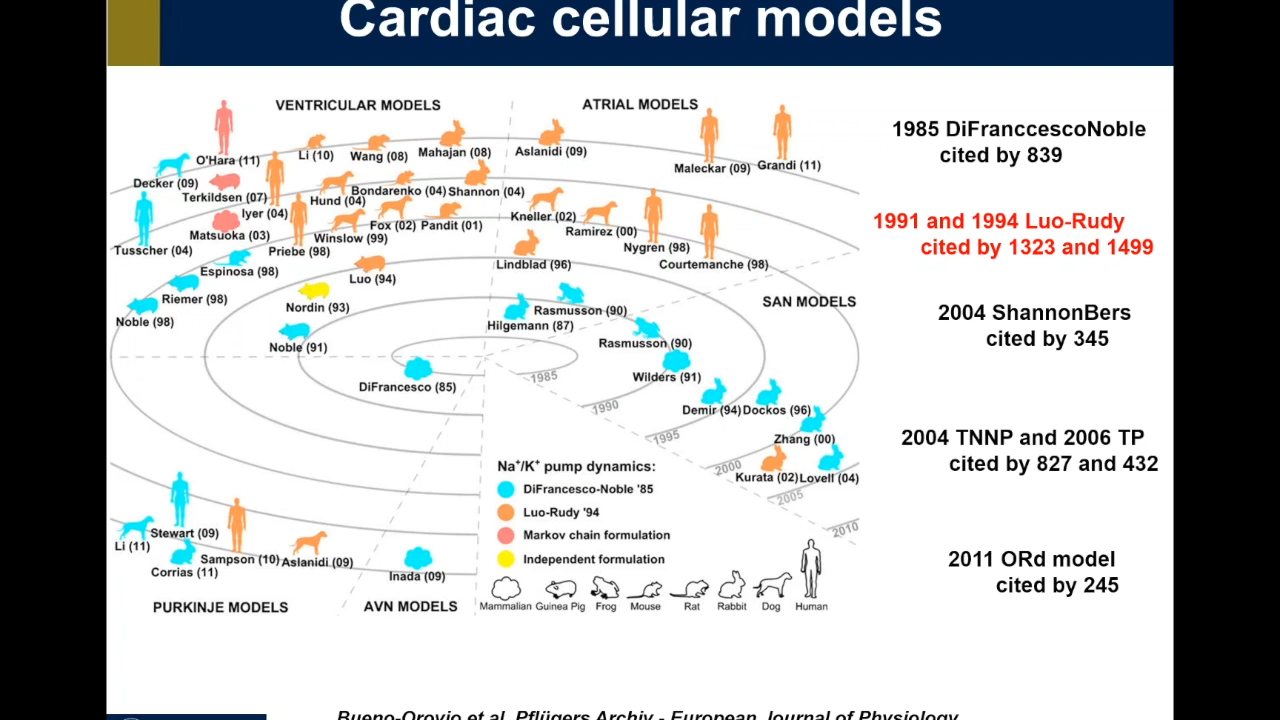 Cardiac cellular models
VENTRICULAR MODELS
ATRIAL MODELS
O'Hara (11)
Li (10)
Wang (08)
Mahajan (08)
Aslanidi (09)
Maleckar (09)
Grandi (11)
Decker (09)
Terkildsen (07)
Iyer (04)
Hund (04)
Bondarenko (04)
Shannon (04)
Kneller (02)
Ramirez (00)
Tusscher (04)
Matsuoka (03)
Priebe (98)
Winslow (99)
Fox (02)
Pandit (01)
Nygren (98)
Courtemanche (98)
Espinosa (98)
Luo (94)
Lindblad (96)
Riemer (98)
Noble (98)
Nordin (93)
Noble (91)
Hilgemann (87)
Rasmusson (90)
SAN MODELS
Rasmusson (90)
Wilders (91)
DiFrancesco (85)
1985
1990
1995
2000
2005
2010
Demir (94)
Dockos (96)
Zhang (00)
Kurata (02)
Lovell (04)
Na+/K+ pump dynamics:
DiFrancesco-Noble '85
Luo-Rudy '94
Markov chain formulation
Independent formulation
Mammalian
Guinea Pig
Frog
Mouse
Rat
Rabbit
Dog
Human
Stewart (09)
Li (11)
Corrias (11)
Sampson (10)
Aslanidi (09)
Inada (09)
PURKINJE MODELS
AVN MODELS
1985 DiFranccescoNoble
cited by 839
1991 and 1994 Luo-Rudy
cited by 1323 and 1499
2004 ShannonBers
cited by 345
2004 TNNP and 2006 TP
cited by 827 and 432
2011 ORd model
cited by 245
Bueno-Orovio et al. Pflügers Archiv - European Journal of Physiology